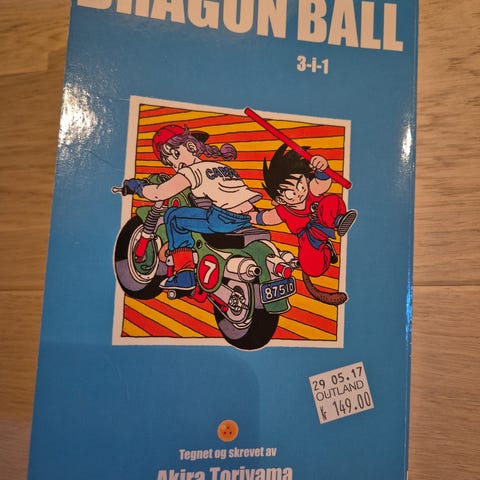 DRAGON BALL
3-i-1
CAPSULE
7
87510
29 05.17
OUTLAND
kr 149.00
Tegnet og skrevet av
Akira Toriyama